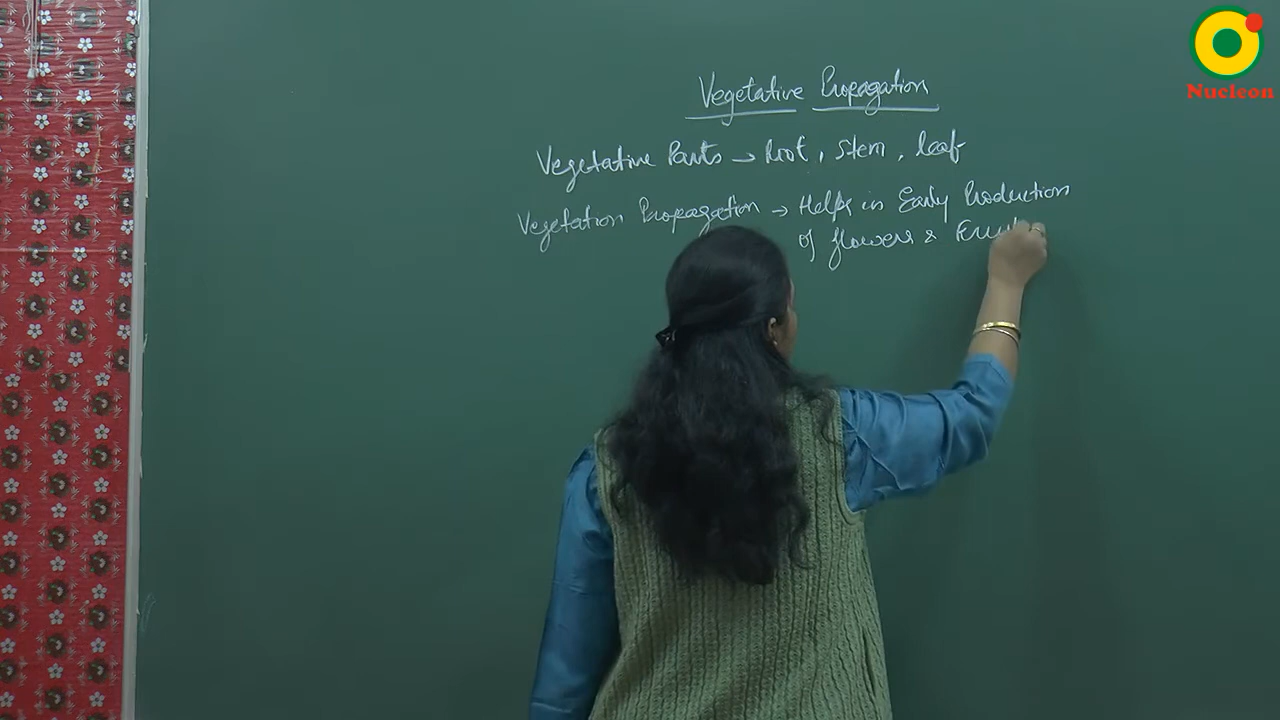 Nucleon
Vegetative Propagation
Vegetative Parts → Root, Stem, leaf
Vegetation Propagation → Helps in Early Production
of flowers &